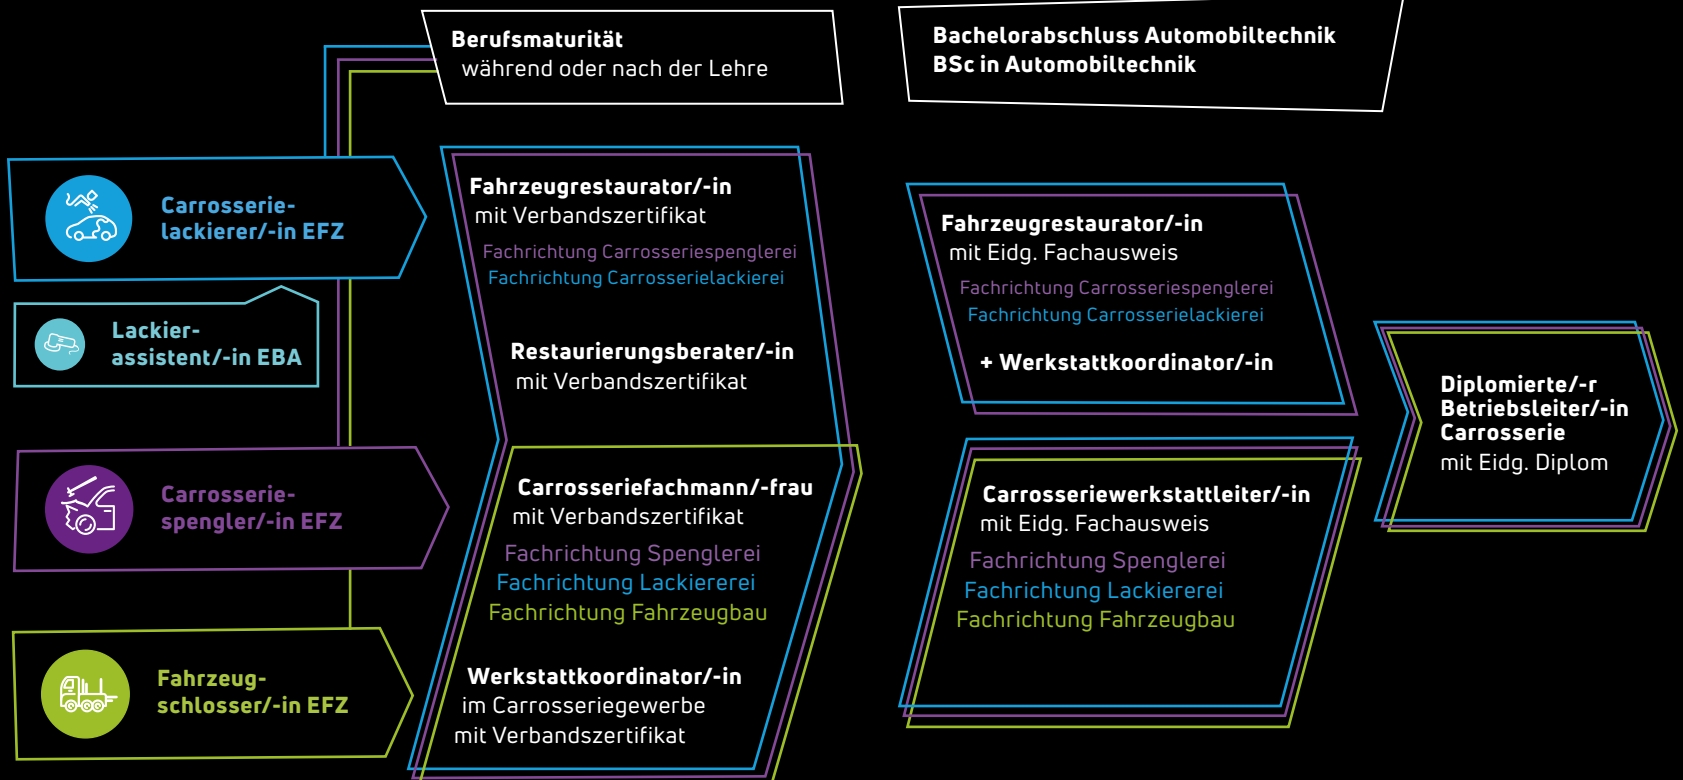 Berufsmaturität
während oder nach der Lehre
Bachelorabschluss Automobiltechnik
BSc in Automobiltechnik
Carrosserie-
lackierer/-in EFZ
Lackier-
assistent/-in EBA
Carrosserie-
spengler/-in EFZ
Fahrzeug-
schlosser/-in EFZ
Fahrzeugrestaurator/-in
mit Verbandszertifikat
Fachrichtung Carrosseriespenglerei
Fachrichtung Carrosserielackierei
Restaurierungsberater/-in
mit Verbandszertifikat
Carrosseriefachmann/-frau
mit Verbandszertifikat
Fachrichtung Spenglerei
Fachrichtung Lackiererei
Fachrichtung Fahrzeugbau
Werkstattkoordinator/-in
im Carrosseriegewerbe
mit Verbandszertifikat
Fahrzeugrestaurator/-in
mit Eidg. Fachausweis
Fachrichtung Carrosseriespenglerei
Fachrichtung Carrosserielackierei
+ Werkstattkoordinator/-in
Carrosseriewerkstattleiter/-in
mit Eidg. Fachausweis
Fachrichtung Spenglerei
Fachrichtung Lackiererei
Fachrichtung Fahrzeugbau
Diplomierte/-r
Betriebsleiter/-in
Carrosserie
mit Eidg. Diplom